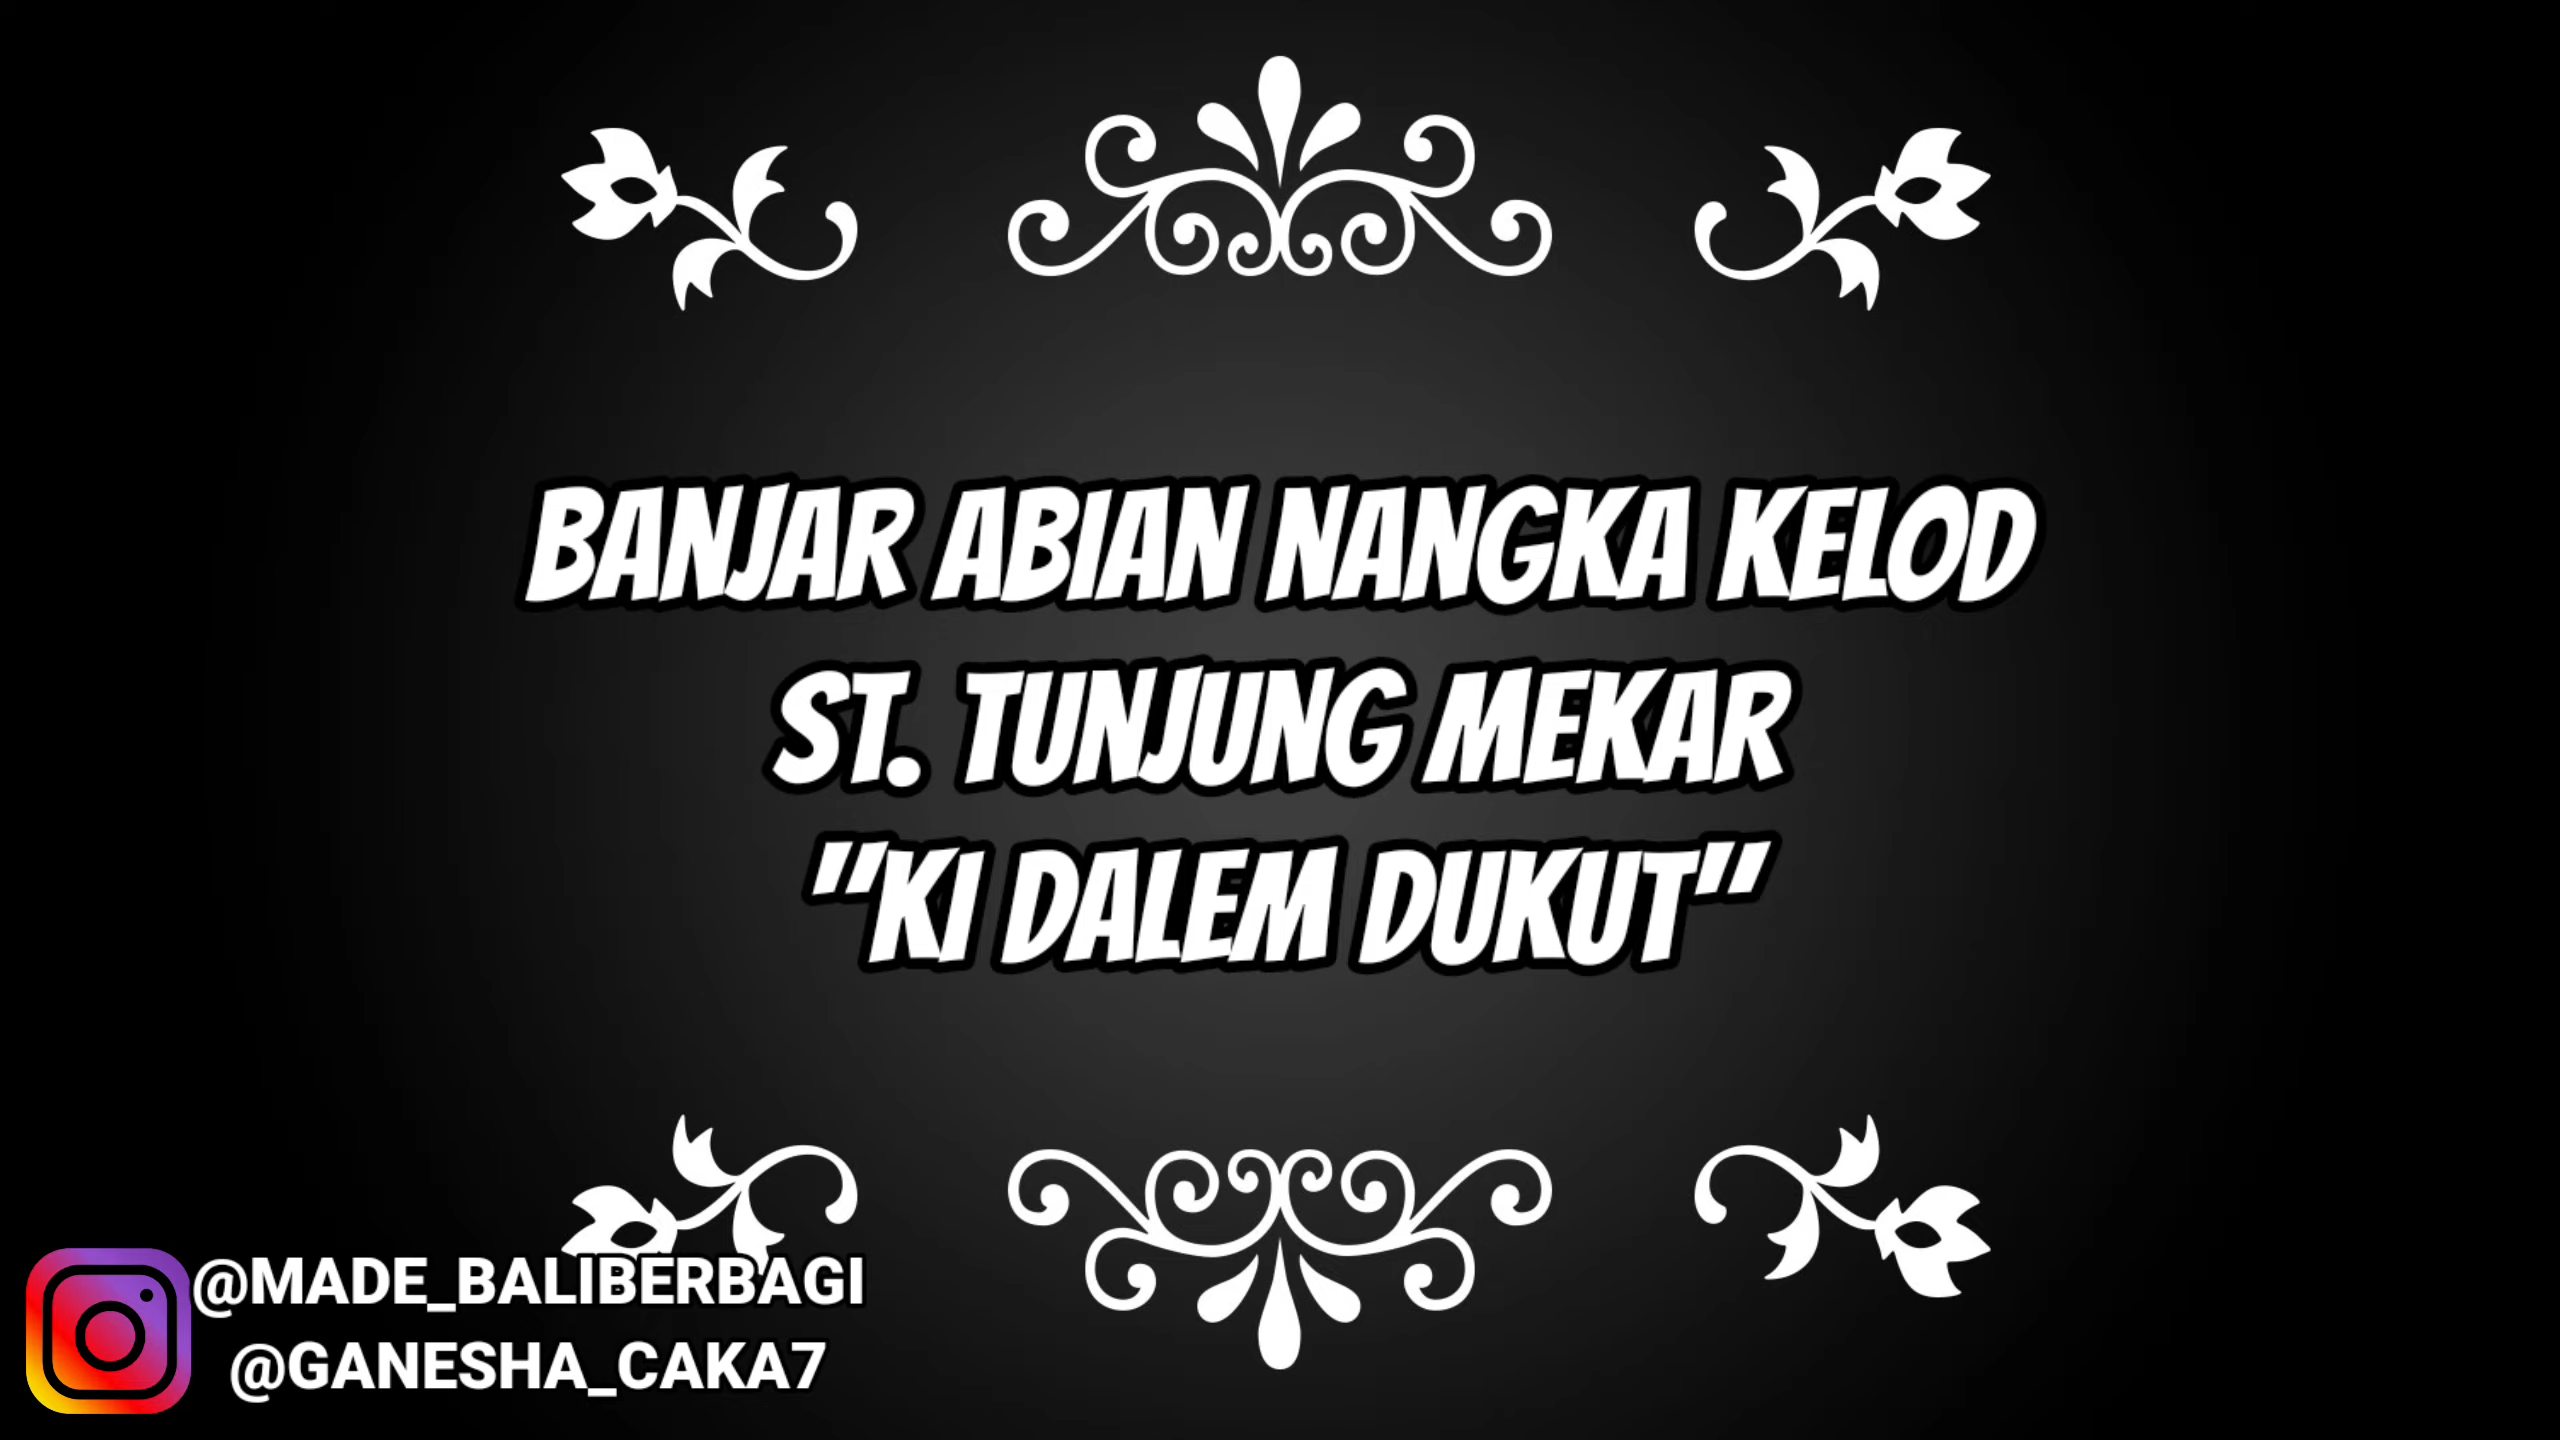 BANJAR ABIAN NANGKA KELOD
ST. TUNJUNG MEKAR
"KI DALEM DUKUT"
@MADE_BALIBERBAGI
@GANESHA_CAKA7